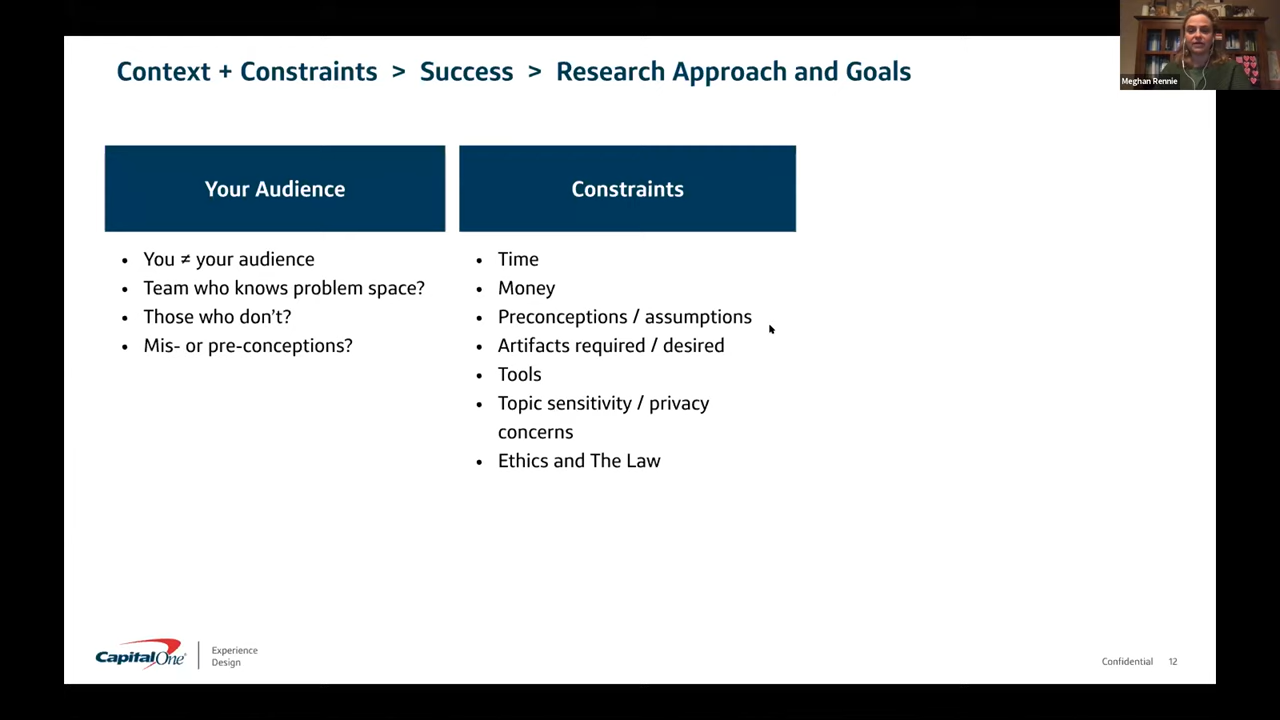 Context + Constraints > Success > Research Approach and Goals
Meghan Rennie
Your Audience
• You ≠ your audience
• Team who knows problem space?
• Those who don't?
• Mis- or pre-conceptions?
Constraints
• Time
• Money
• Preconceptions / assumptions
• Artifacts required / desired
• Tools
• Topic sensitivity / privacy
concerns
• Ethics and The Law
Capital One
Experience
Design
Confidential 12